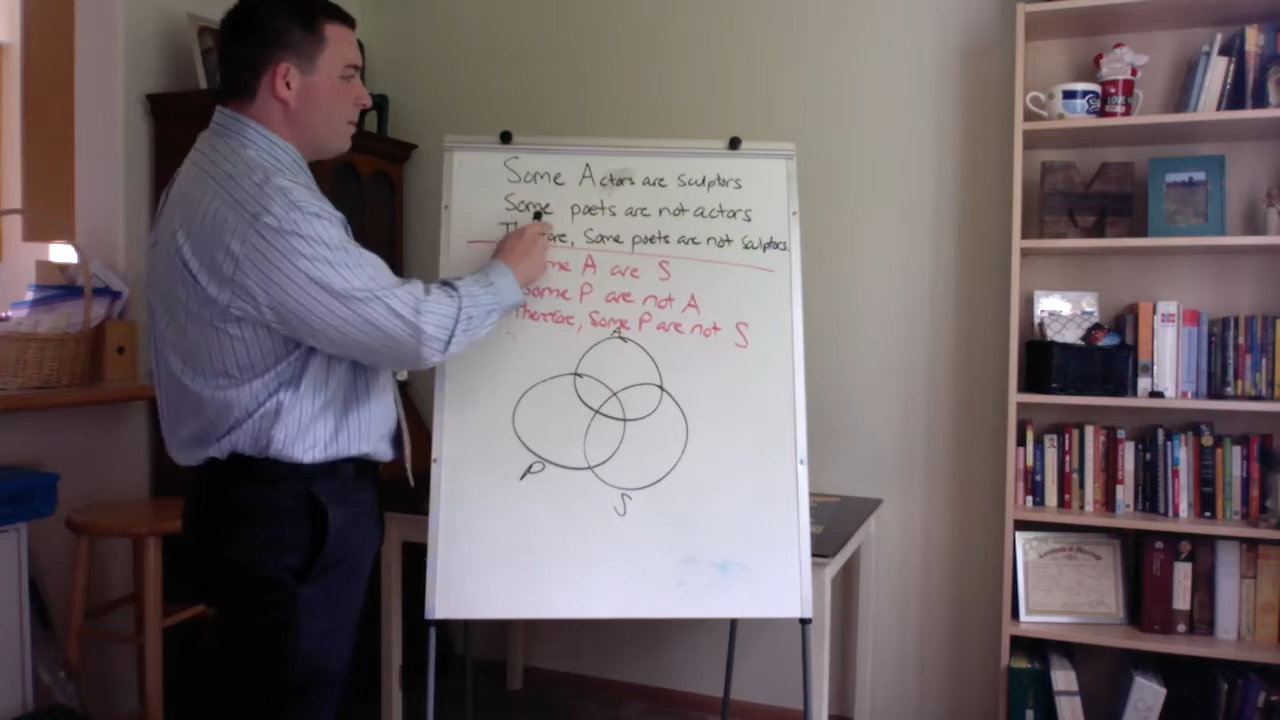 Some Actors are sculptors
Some poets are not actors
Some poets are not sculptors.
A are S
Some P are not A
Therefore, Some P are not S
A
P
S